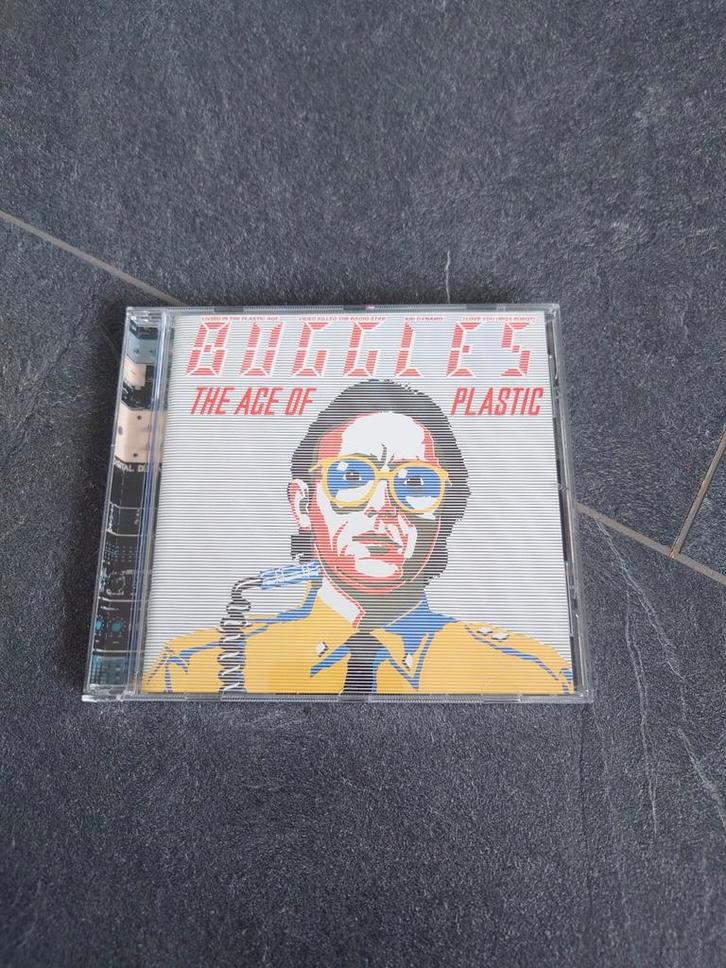 LIVING IN THE PLASTIC AGE VIDEO KILLED THE RADIO STAR KID DYNAMO I LOVE YOU (MISS ROBOT)
BUGGLES
THE AGE OF PLASTIC